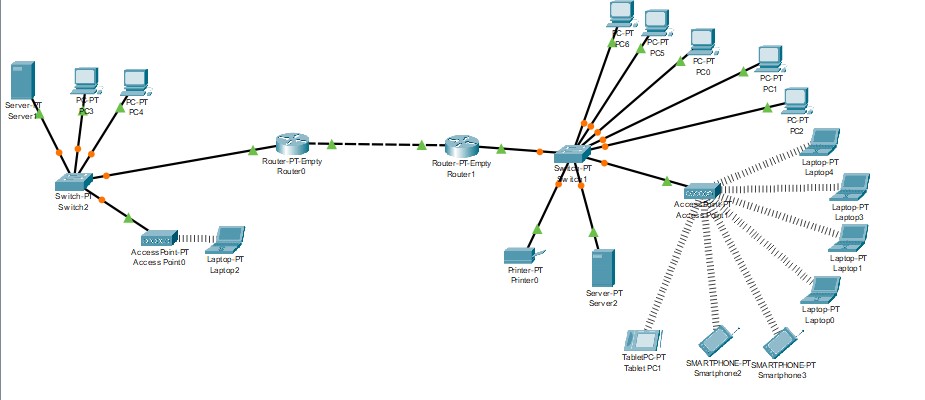 PC-PT
PC6
PC-PT
PC5
PC-PT
PC0
PC-PT
PC1
PC-PT
PC2
Server-PT
Server1
PC-PT
PC3
PC-PT
PC4
Router-PT-Empty
Router0
Router-PT-Empty
Router1
Switch-PT
Switch1
Laptop-PT
Laptop4
Switch-PT
Switch2
AccessPoint-PT
Access Point1
Laptop-PT
Laptop3
AccessPoint-PT
Access Point0
Laptop-PT
Laptop2
Laptop-PT
Laptop1
Printer-PT
Printer0
Server-PT
Server2
Laptop-PT
Laptop0
TabletPC-PT
Tablet PC1
SMARTPHONE-PT
Smartphone2
SMARTPHONE-PT
Smartphone3